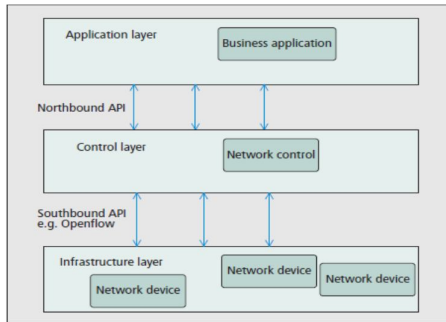 Application layer
Business application
Northbound API
Control layer
Network control
Southbound API
e.g. Openflow
Infrastructure layer
Network device
Network device
Network device